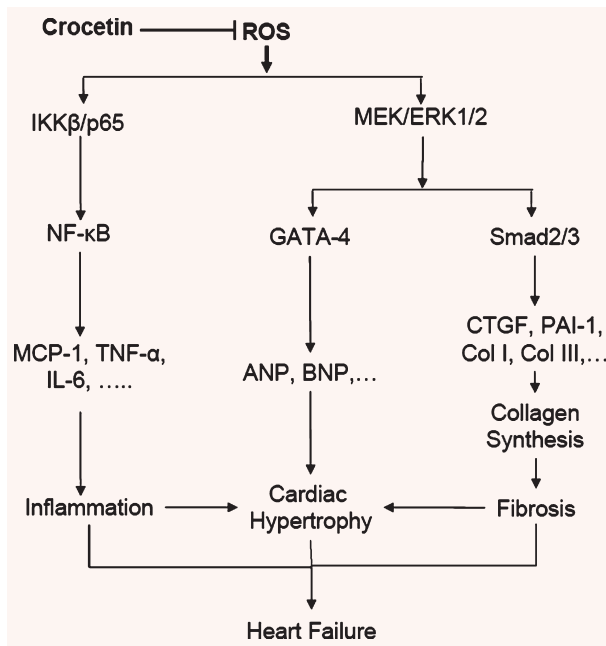 Crocetin
ROS
IKKβ/p65
MEK/ERK1/2
NF-κB
GATA-4
Smad2/3
MCP-1, TNF-α,
IL-6, …..
ANP, BNP,…
CTGF, PAI-1,
Col I, Col III,…
Collagen
Synthesis
Inflammation
Cardiac
Hypertrophy
Fibrosis
Heart Failure